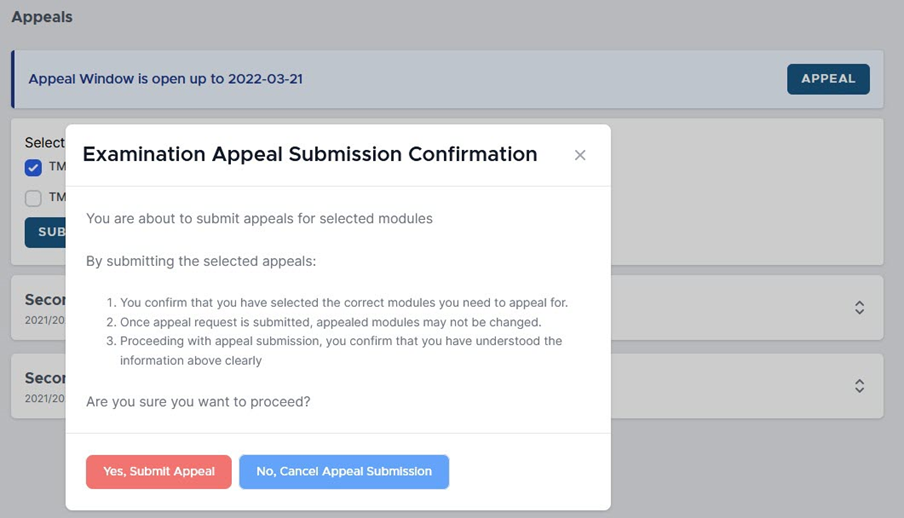 Appeals
Appeal Window is open up to 2022-03-21
APPEAL
Select
TM
TM
SUB
Examination Appeal Submission Confirmation
You are about to submit appeals for selected modules
By submitting the selected appeals:
1. You confirm that you have selected the correct modules you need to appeal for.
2. Once appeal request is submitted, appealed modules may not be changed.
3. Proceeding with appeal submission, you confirm that you have understood the
information above clearly
Are you sure you want to proceed?
Yes, Submit Appeal
No, Cancel Appeal Submission
Secor
2021/20
Secor
2021/20